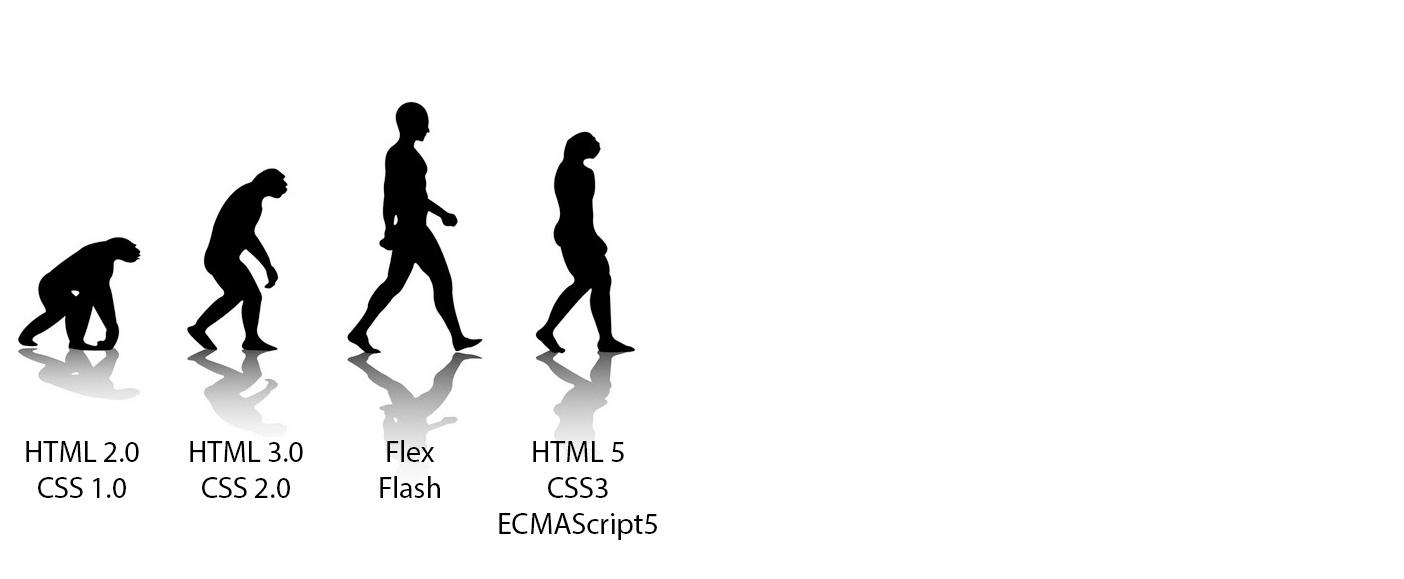 HTML 2.0
CSS 1.0
HTML 3.0
CSS 2.0
Flex
Flash
HTML 5
CSS3
ECMAScript5